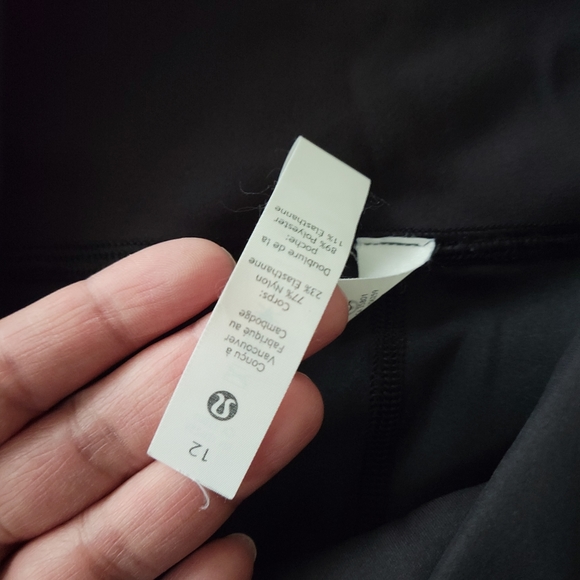 12
Conçu à
Vancouver
Fabriqué au
Cambodge
Corps:
77% Nylon
23% Élasthanne
Doublure de la
poche:
89% Polyester
11% Élasthanne